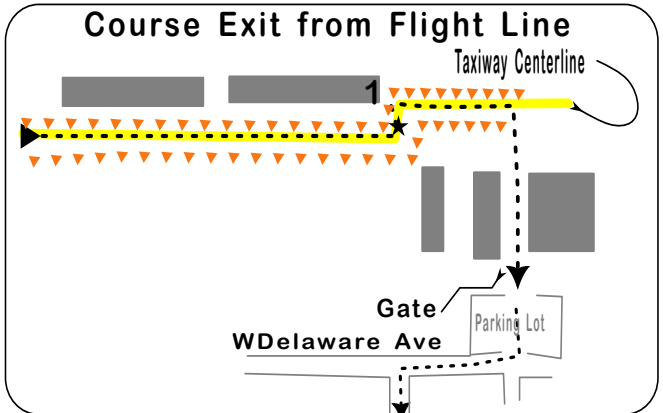 Course Exit from Flight Line
Taxiway Centerline
1
Gate
Parking Lot
WDelaware Ave